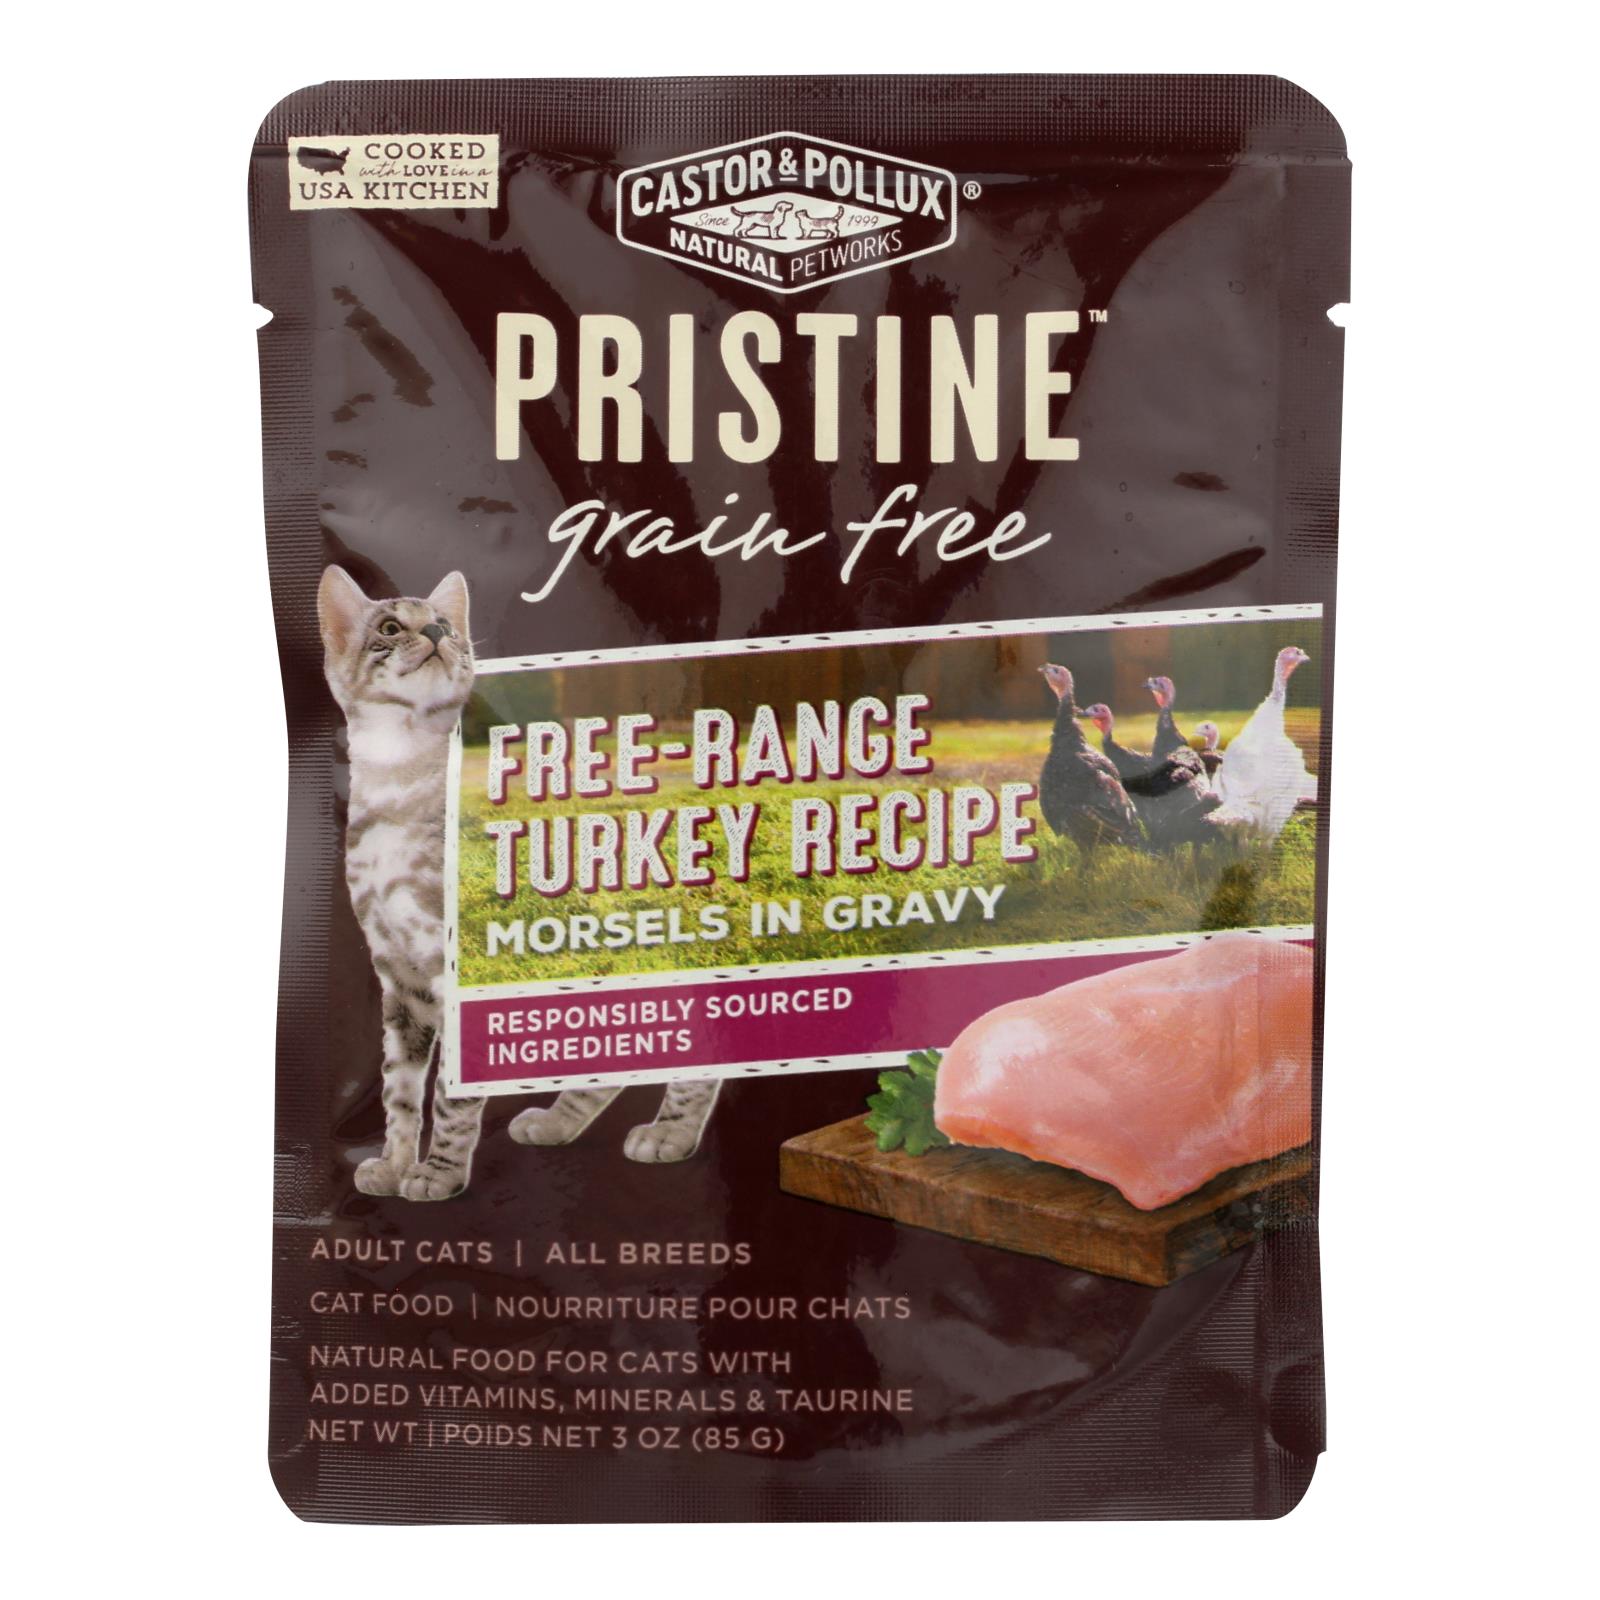 COOKED
with LOVE in a
USA KITCHEN
CASTOR & POLLUX®
Since 1999
NATURAL PETWORKS
PRISTINE™
grain free
FREE-RANGE
TURKEY RECIPE
MORSELS IN GRAVY
RESPONSIBLY SOURCED
INGREDIENTS
ADULT CATS | ALL BREEDS
CAT FOOD | NOURRITURE POUR CHATS
NATURAL FOOD FOR CATS WITH
ADDED VITAMINS, MINERALS & TAURINE
NET WT | POIDS NET 3 OZ (85 G)